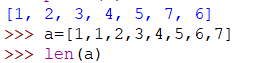 [1, 2, 3, 4, 5, 7, 6]
>>> a=[1,1,2,3,4,5,6,7]
>>> len(a)